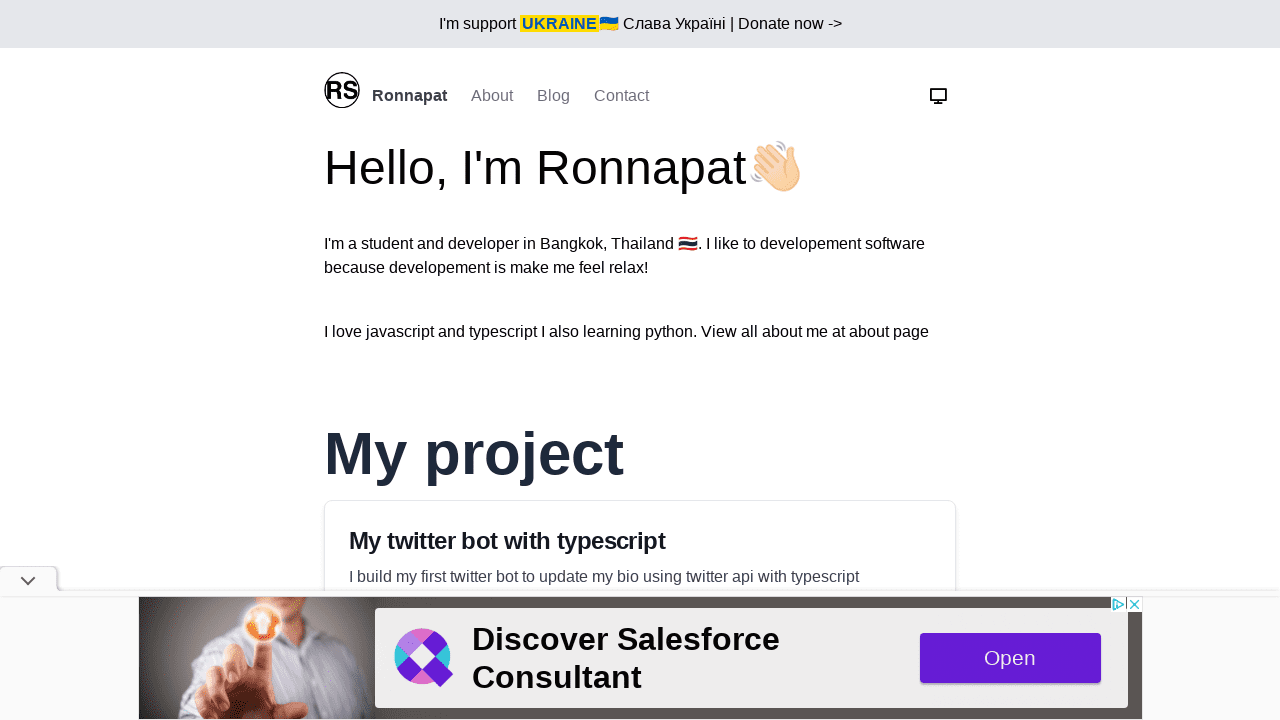 I'm support UKRAINE🇺🇦 Слава Україні | Donate now ->
RS Ronnapat About Blog Contact
Hello, I'm Ronnapat👋🏻
I'm a student and developer in Bangkok, Thailand 🇹🇭. I like to developement software
because developement is make me feel relax!
I love javascript and typescript I also learning python. View all about me at about page
My project
My twitter bot with typescript
I build my first twitter bot to update my bio using twitter api with typescript
Discover Salesforce
Consultant
Open